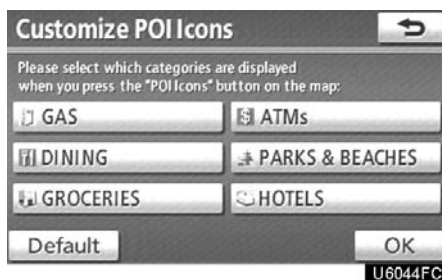 Customize POI Icons
Please select which categories are displayed
when you press the "POI Icons" button on the map:
GAS
$ ATMs
DINING
PARKS & BEACHES
GROCERIES
HOTELS
Default
OK
U6044FC